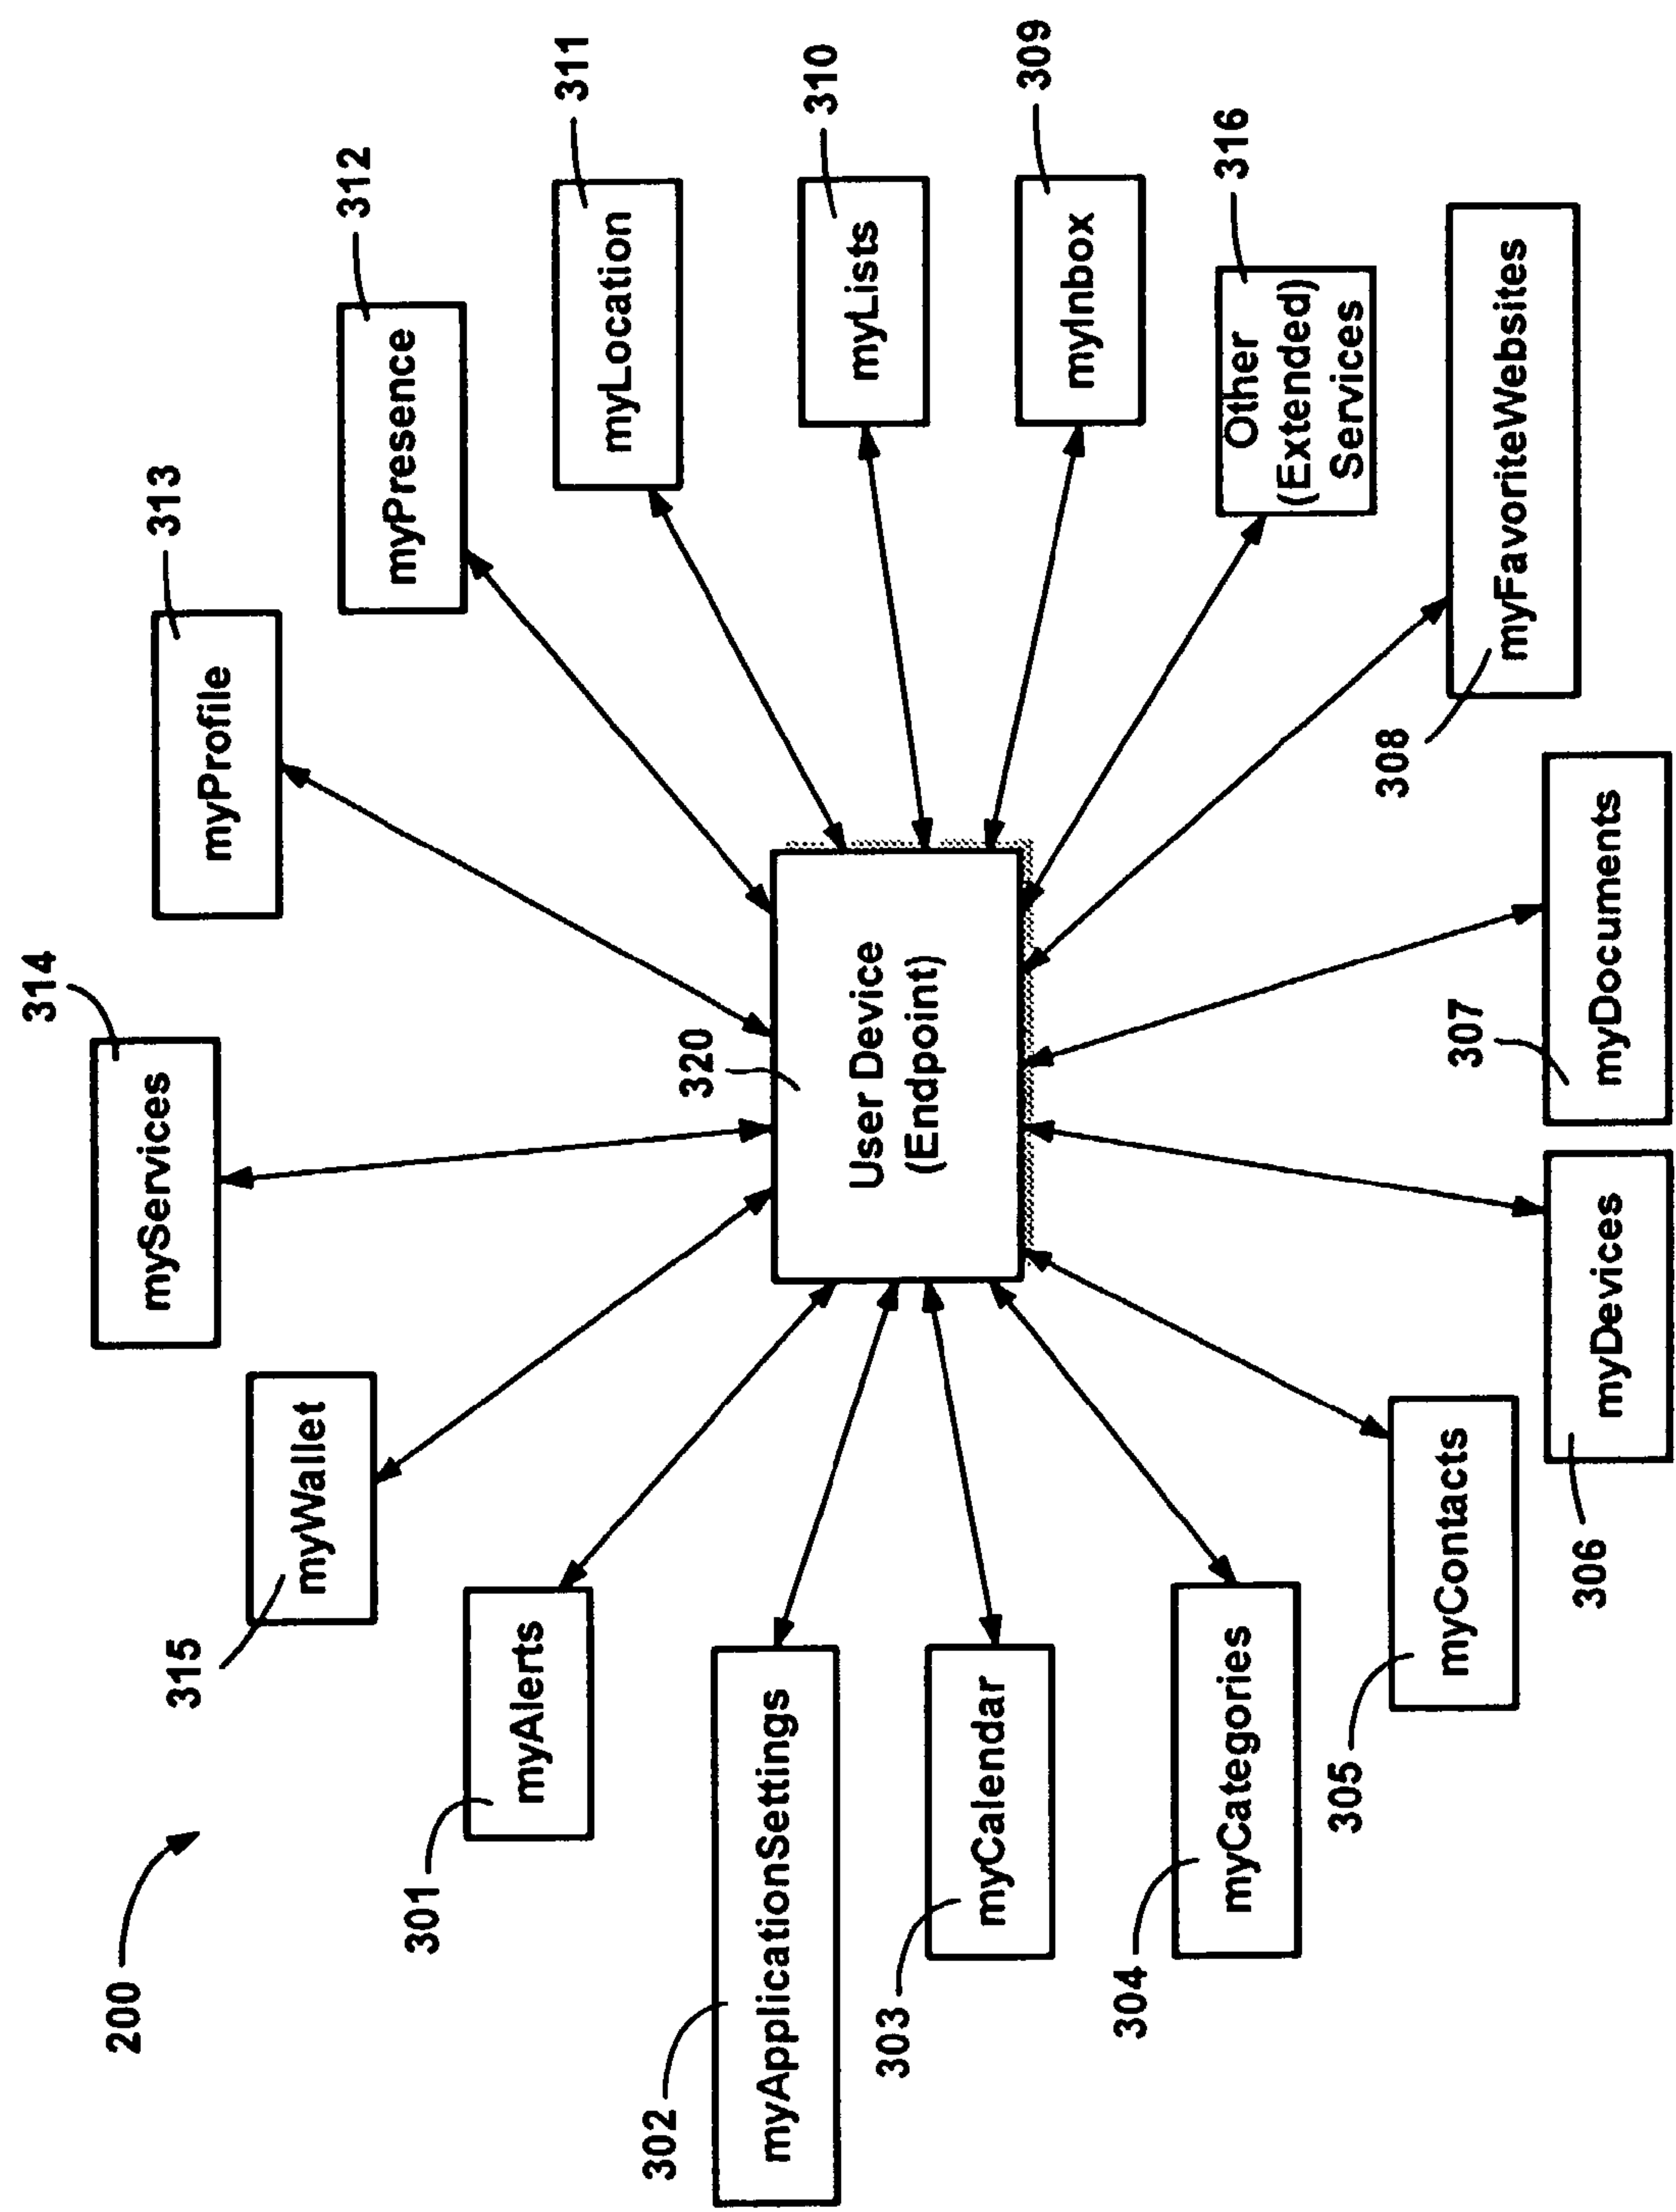 200
314
myServices
313
myProfile
315
myWallet
312
myPresence
301
myAlerts
311
myLocation
302
myApplicationSettings
320
User Device
(Endpoint)
310
myLists
303
myCalendar
309
myInbox
304
myCategories
316
Other
(Extended)
Services
305
myContacts
308
myFavoriteWebsites
306
myDevices
307
myDocuments